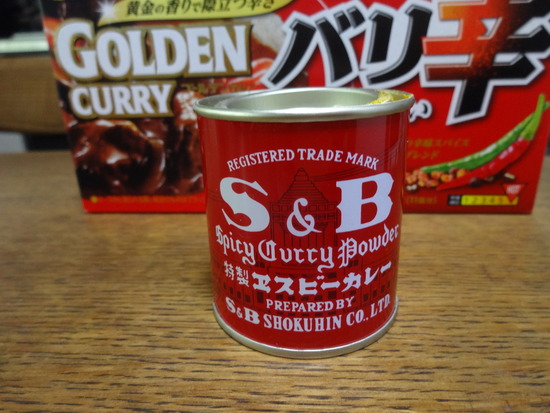 黄金の香りで際立つ辛さ
GOLDEN
CURRY
バリ辛
REGISTERED TRADE MARK
S&B
Spicy Curry Powder
特製 ヱスビーカレー
PREPARED BY
S&B SHOKUHIN CO., LTD.